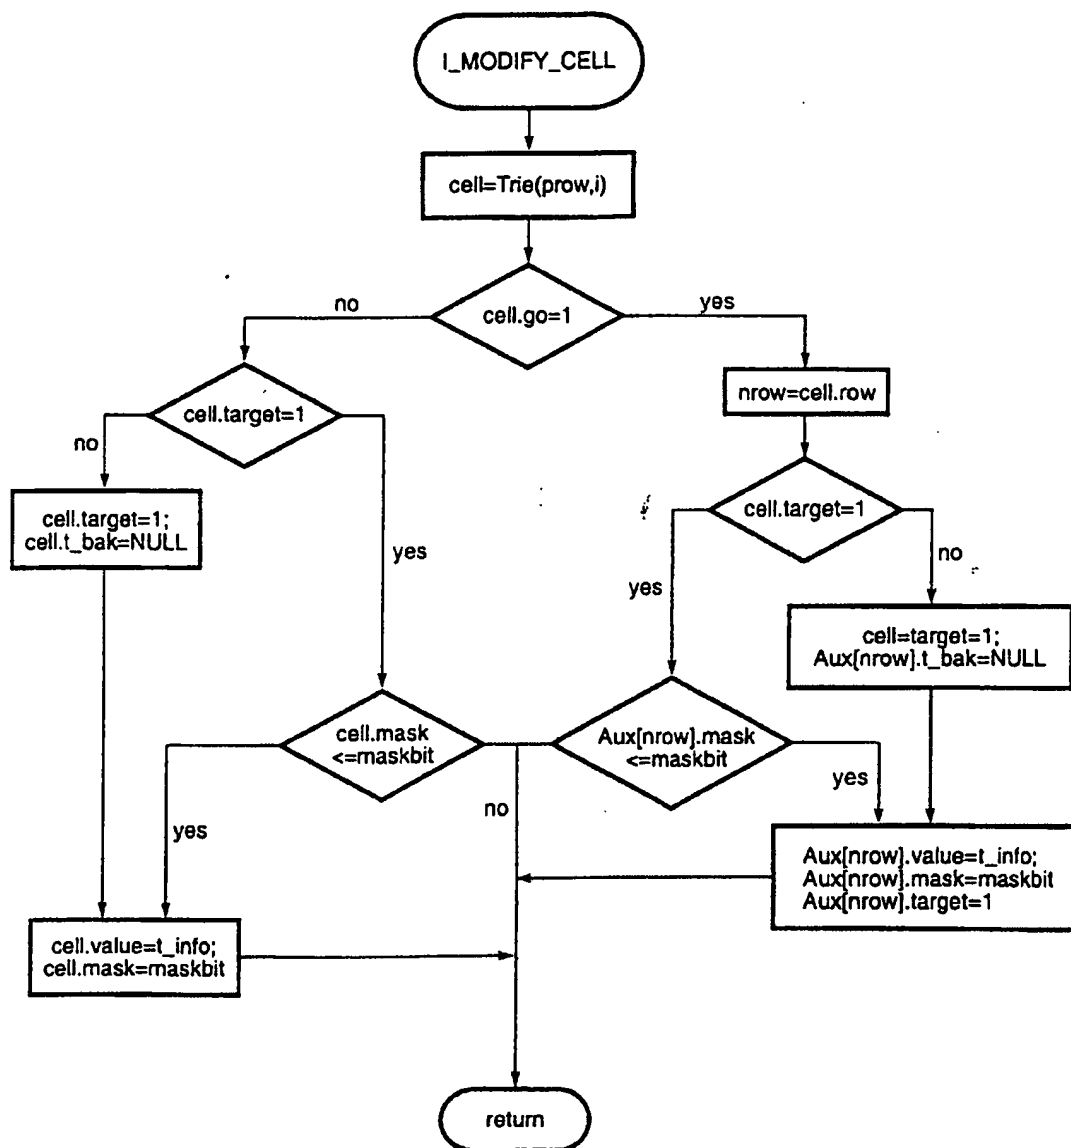 I_MODIFY_CELL
cell=Trie(prow,i)
cell.go=1
no
yes
nrow=cell.row
cell.target=1
no
yes
cell.target=1;
cell.t_bak=NULL
cell.target=1
yes
no
cell=target=1;
Aux[nrow].t_bak=NULL
cell.mask
<=maskbit
yes
no
Aux[nrow].mask
<=maskbit
yes
Aux[nrow].value=t_info;
Aux[nrow].mask=maskbit
Aux[nrow].target=1
cell.value=t_info;
cell.mask=maskbit
return